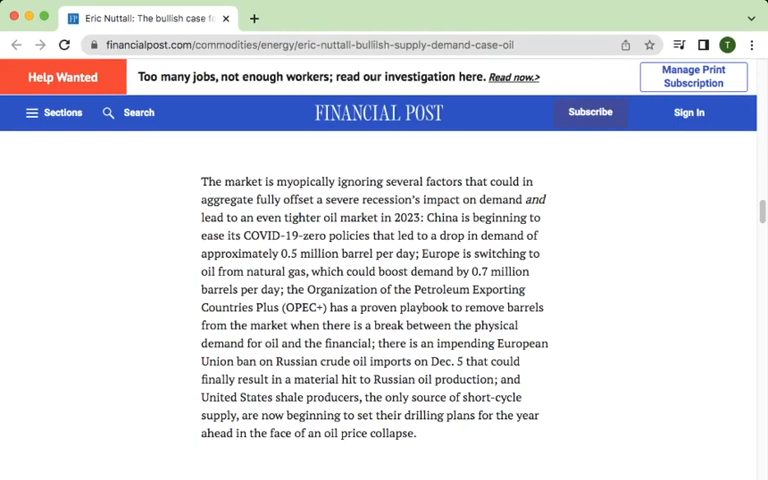 Eric Nuttall: The bullish case fo
financialpost.com/commodities/energy/eric-nuttall-bullilsh-supply-demand-case-oil
T
Help Wanted
Too many jobs, not enough workers; read our investigation here. Read now.>
Manage Print
Subscription
Sections
Search
FINANCIAL POST
Subscribe
Sign In
The market is myopically ignoring several factors that could in
aggregate fully offset a severe recession's impact on demand and
lead to an even tighter oil market in 2023: China is beginning to
ease its COVID-19-zero policies that led to a drop in demand of
approximately 0.5 million barrel per day; Europe is switching to
oil from natural gas, which could boost demand by 0.7 million
barrels per day; the Organization of the Petroleum Exporting
Countries Plus (OPEC+) has a proven playbook to remove barrels
from the market when there is a break between the physical
demand for oil and the financial; there is an impending European
Union ban on Russian crude oil imports on Dec. 5 that could
finally result in a material hit to Russian oil production; and
United States shale producers, the only source of short-cycle
supply, are now beginning to set their drilling plans for the year
ahead in the face of an oil price collapse.